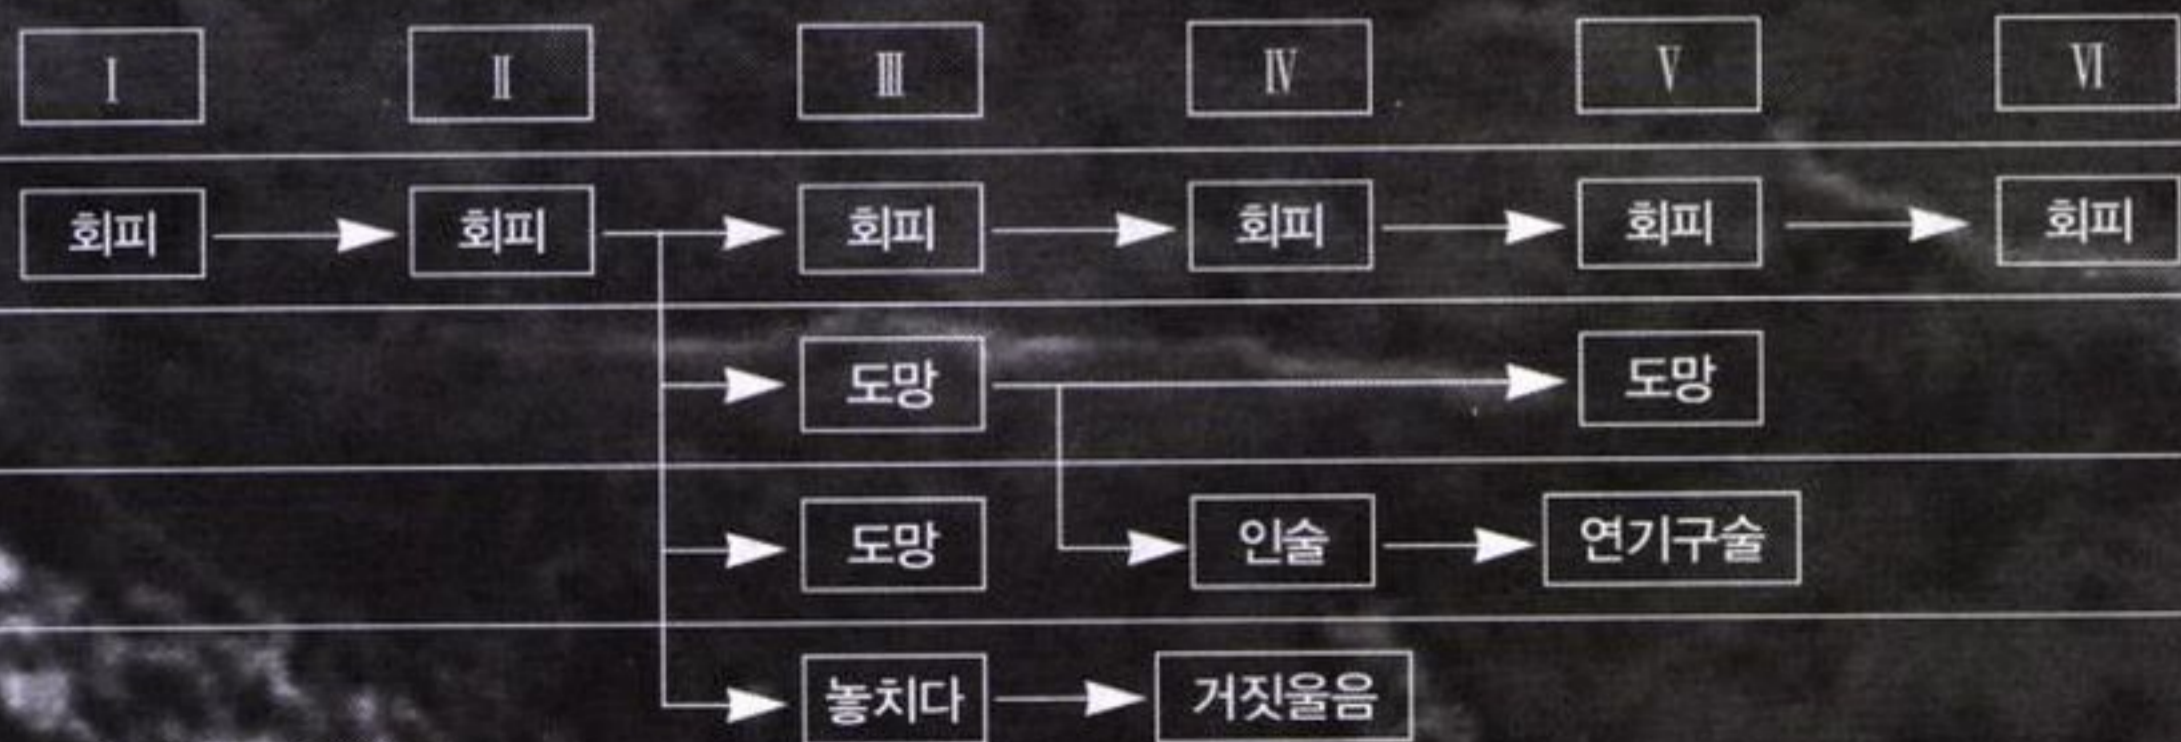 Ⅰ Ⅱ Ⅲ Ⅳ Ⅴ Ⅵ
회피 회피 회피 회피 회피 회피
도망 도망
도망 인술 연기구술
놓치다 거짓울음